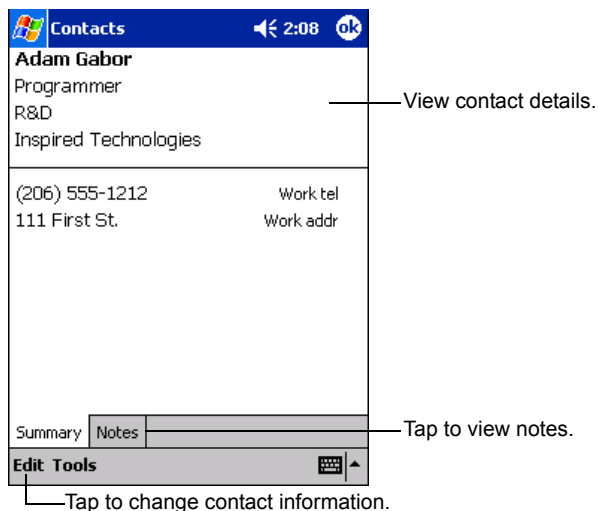 Contacts 2:08 ok
Adam Gabor
Programmer
R&D
Inspired Technologies
View contact details.
(206) 555-1212 Work tel
111 First St. Work addr
Summary Notes
Tap to view notes.
Edit Tools
Tap to change contact information.